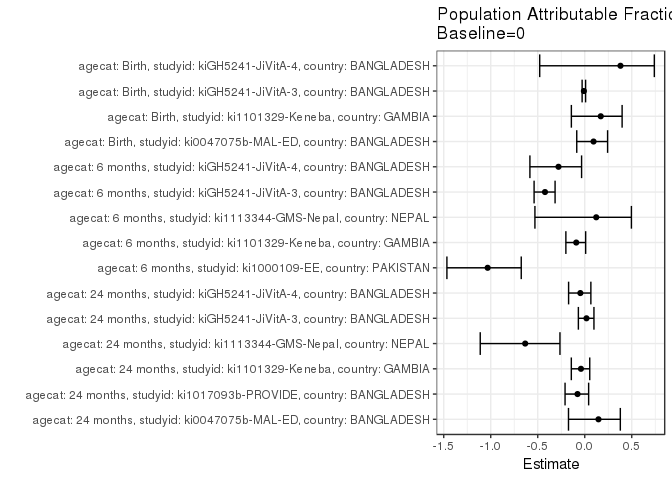 Population Attributable Fractio
Baseline=0
agecat: Birth, studyid: kiGH5241-JiVitA-4, country: BANGLADESH
agecat: Birth, studyid: kiGH5241-JiVitA-3, country: BANGLADESH
agecat: Birth, studyid: ki1101329-Keneba, country: GAMBIA
agecat: Birth, studyid: ki0047075b-MAL-ED, country: BANGLADESH
agecat: 6 months, studyid: kiGH5241-JiVitA-4, country: BANGLADESH
agecat: 6 months, studyid: kiGH5241-JiVitA-3, country: BANGLADESH
agecat: 6 months, studyid: ki1113344-GMS-Nepal, country: NEPAL
agecat: 6 months, studyid: ki1101329-Keneba, country: GAMBIA
agecat: 6 months, studyid: ki1000109-EE, country: PAKISTAN
agecat: 24 months, studyid: kiGH5241-JiVitA-4, country: BANGLADESH
agecat: 24 months, studyid: kiGH5241-JiVitA-3, country: BANGLADESH
agecat: 24 months, studyid: ki1113344-GMS-Nepal, country: NEPAL
agecat: 24 months, studyid: ki1101329-Keneba, country: GAMBIA
agecat: 24 months, studyid: ki1017093b-PROVIDE, country: BANGLADESH
agecat: 24 months, studyid: ki0047075b-MAL-ED, country: BANGLADESH
-1.5 -1.0 -0.5 0.0 0.5
Estimate